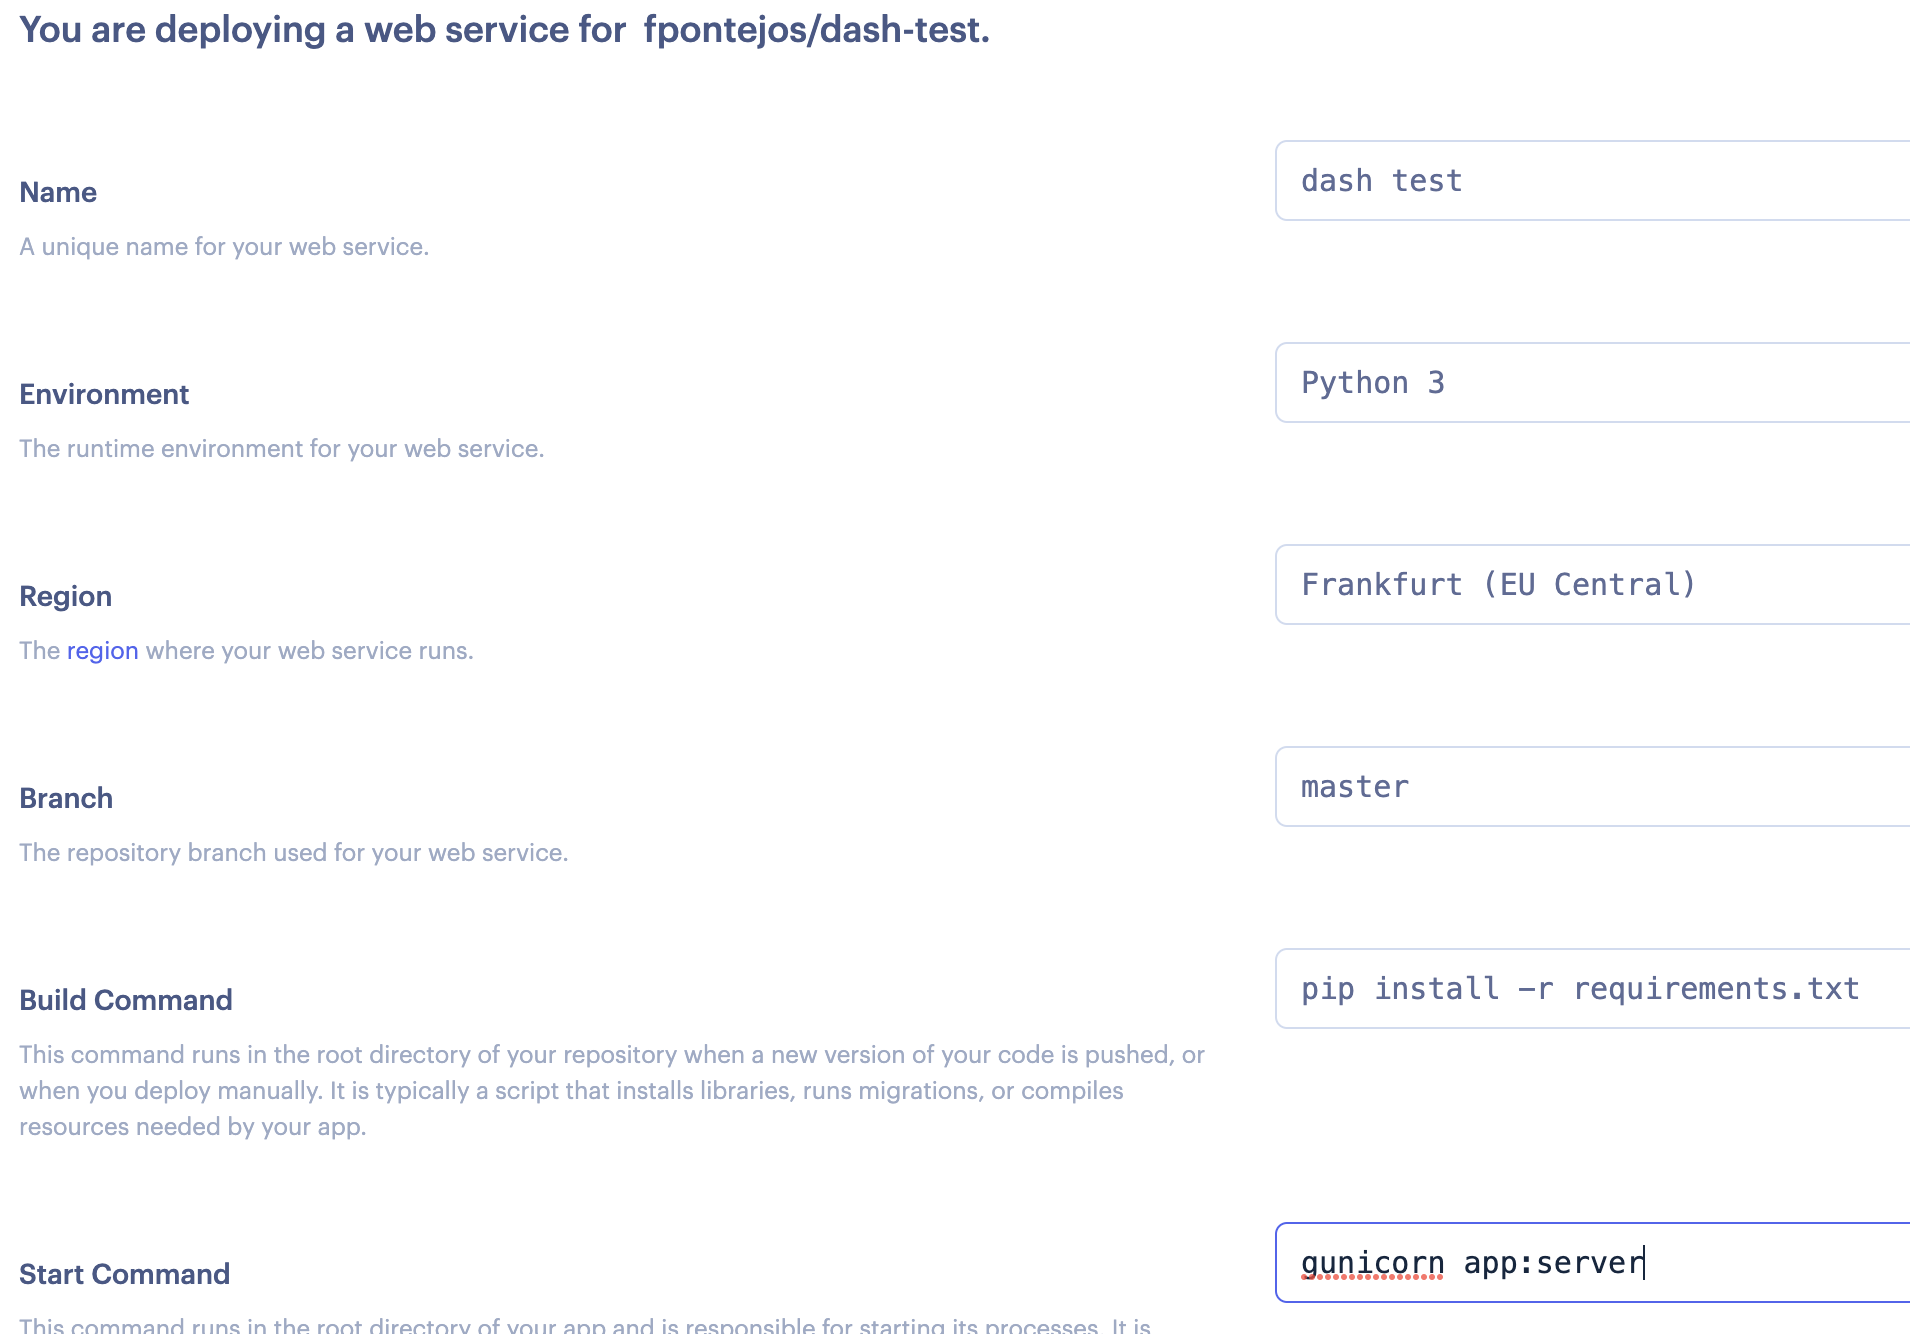 You are deploying a web service for fpontejos/dash-test.
Name
dash test
A unique name for your web service.
Environment
Python 3
The runtime environment for your web service.
Region
Frankfurt (EU Central)
The region where your web service runs.
Branch
master
The repository branch used for your web service.
Build Command
pip install -r requirements.txt
This command runs in the root directory of your repository when a new version of your code is pushed, or
when you deploy manually. It is typically a script that installs libraries, runs migrations, or compiles
resources needed by your app.
Start Command
gunicorn app:server
This command runs in the root directory of your app and is responsible for starting its processes. It is